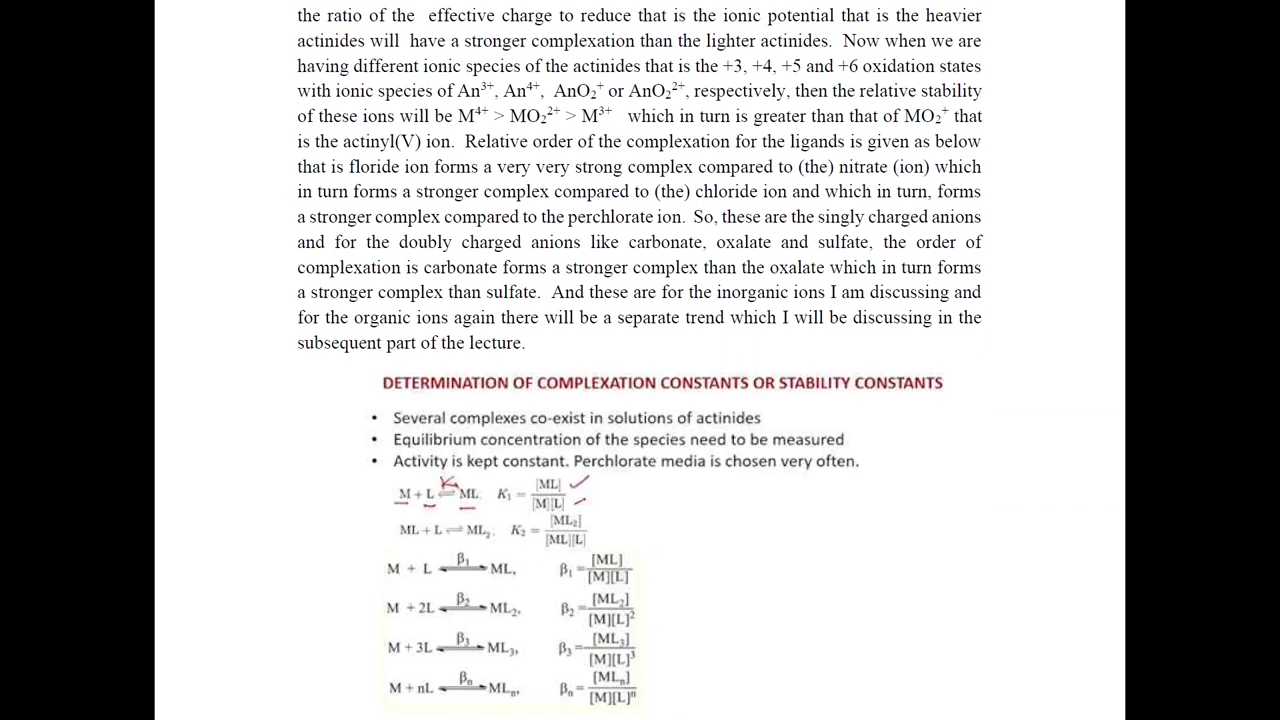 the ratio of the effective charge to reduce that is the ionic potential that is the heavier
actinides will have a stronger complexation than the lighter actinides. Now when we are
having different ionic species of the actinides that is the +3, +4, +5 and +6 oxidation states
with ionic species of An³⁺, An⁴⁺, AnO₂⁺ or AnO₂²⁺, respectively, then the relative stability
of these ions will be M⁴⁺ > MO₂²⁺ > M³⁺ which in turn is greater than that of MO₂⁺ that
is the actinyl(V) ion. Relative order of the complexation for the ligands is given as below
that is floride ion forms a very very strong complex compared to (the) nitrate (ion) which
in turn forms a stronger complex compared to (the) chloride ion and which in turn, forms
a stronger complex compared to the perchlorate ion. So, these are the singly charged anions
and for the doubly charged anions like carbonate, oxalate and sulfate, the order of
complexation is carbonate forms a stronger complex than the oxalate which in turn forms
a stronger complex than sulfate. And these are for the inorganic ions I am discussing and
for the organic ions again there will be a separate trend which I will be discussing in the
subsequent part of the lecture.
DETERMINATION OF COMPLEXATION CONSTANTS OR STABILITY CONSTANTS
• Several complexes co-exist in solutions of actinides
• Equilibrium concentration of the species need to be measured
• Activity is kept constant. Perchlorate media is chosen very often.
M + L ⇌ ML; K₁ = [ML] / [M][L]
ML + L ⇌ ML₂; K₂ = [ML₂] / [ML][L]
M + L ⇌ ML, β₁ = [ML] / [M][L]
M + 2L ⇌ ML₂, β₂ = [ML₂] / [M][L]²
M + 3L ⇌ ML₃, β₃ = [ML₃] / [M][L]³
M + nL ⇌ MLₙ, βₙ = [MLₙ] / [M][L]ⁿ